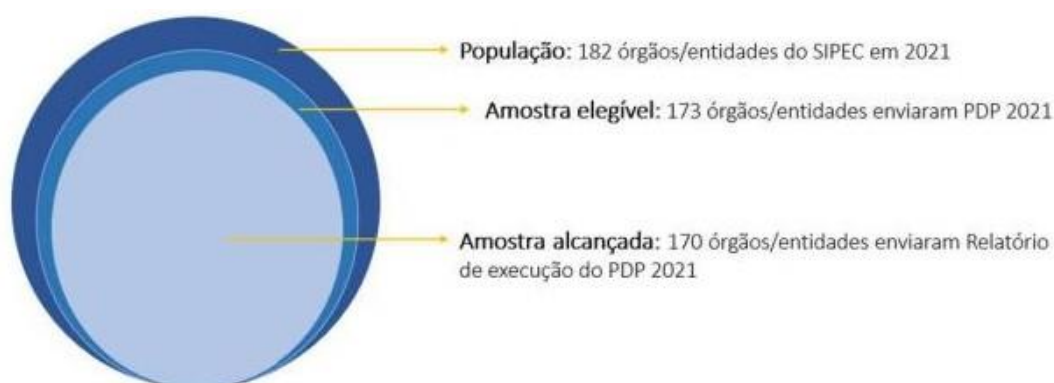 População: 182 órgãos/entidades do SIPEC em 2021
Amostra elegível: 173 órgãos/entidades enviaram PDP 2021
Amostra alcançada: 170 órgãos/entidades enviaram Relatório
de execução do PDP 2021